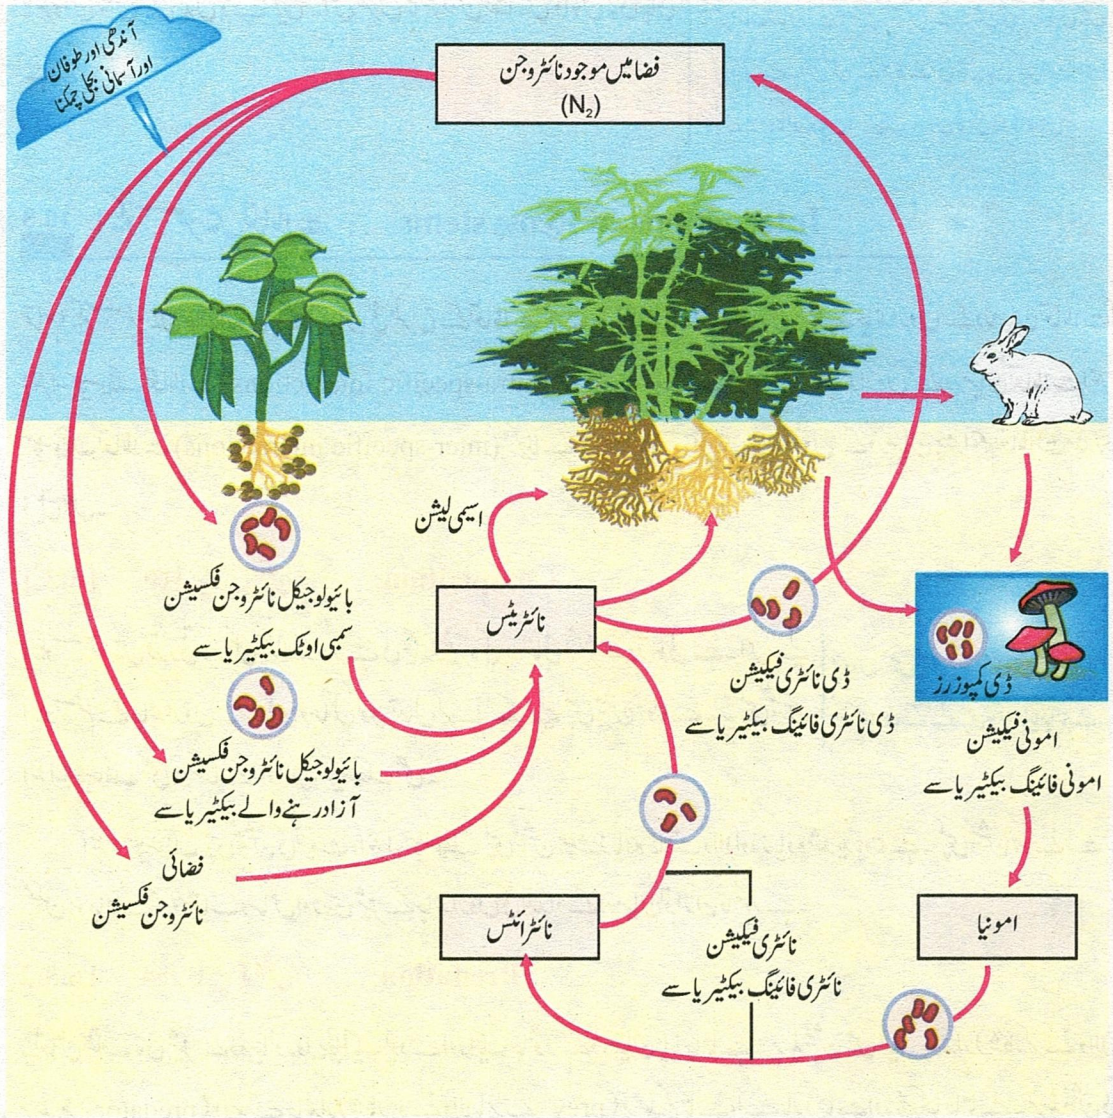 آندھی اور طوفان
اور آسمانی بجلی چمکنا
فضا میں موجود نائٹروجن
(N₂)
اسیمی لیشن
بائیولوجیکل نائٹروجن فکسیشن
سمبی اوٹک بیکٹیریا سے
نائٹریٹس
ڈی نائٹری فیکیشن
ڈی نائٹری فائینگ بیکٹیریا سے
ڈی کمپوزرز
امونی فیکیشن
امونی فائینگ بیکٹیریا سے
بائیولوجیکل نائٹروجن فکسیشن
آزاد رہنے والے بیکٹیریا سے
فضائی
نائٹروجن فکسیشن
نائٹرائٹس
نائٹری فیکیشن
نائٹری فائینگ بیکٹیریا سے
امونیا